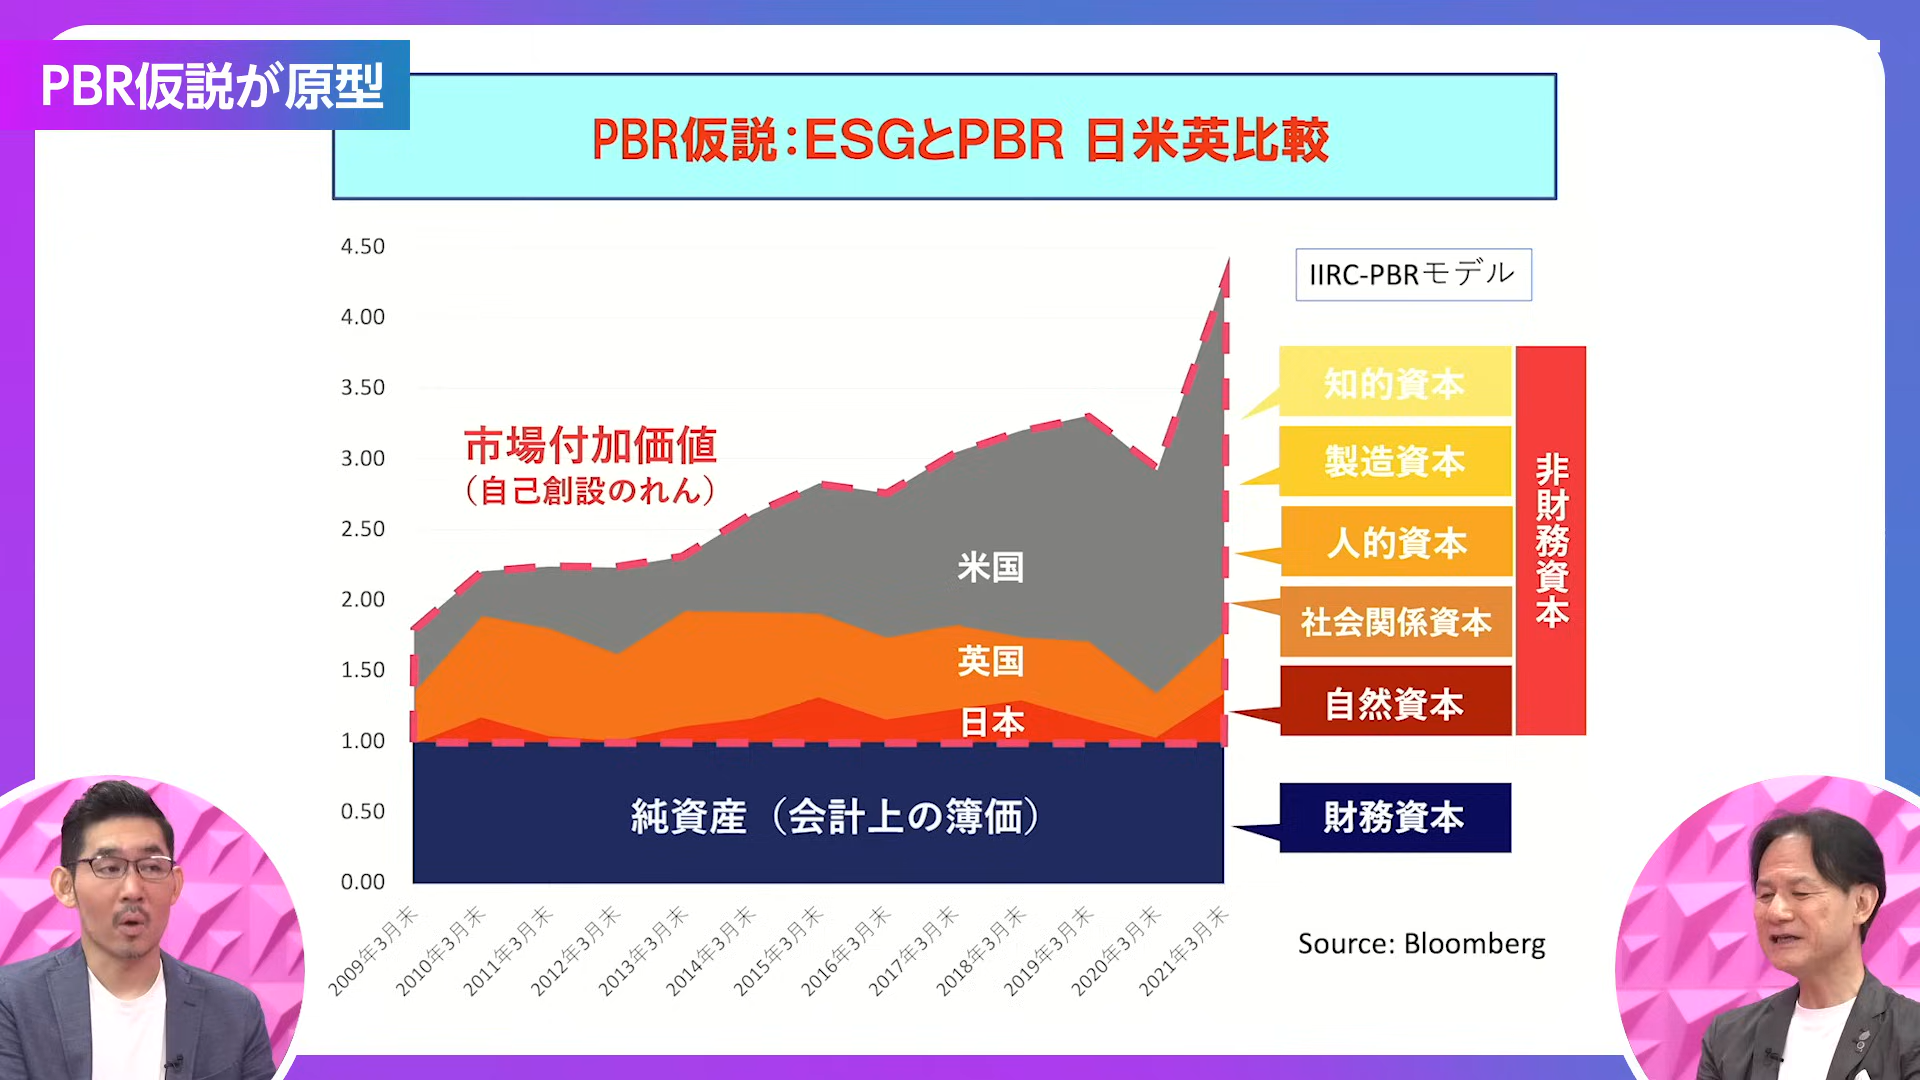 PBR仮説が原型
PBR仮説：ESGとPBR 日米英比較
4.50
4.00
3.50
3.00
2.50
2.00
1.50
1.00
0.50
0.00
市場付加価値
（自己創設のれん）
米国
英国
日本
純資産（会計上の簿価）
2009年3月末
2010年3月末
2011年3月末
2012年3月末
2013年3月末
2014年3月末
2015年3月末
2016年3月末
2017年3月末
2018年3月末
2019年3月末
2020年3月末
2021年3月末
IIRC-PBRモデル
知的資本
製造資本
人的資本
社会関係資本
自然資本
非財務資本
財務資本
Source: Bloomberg